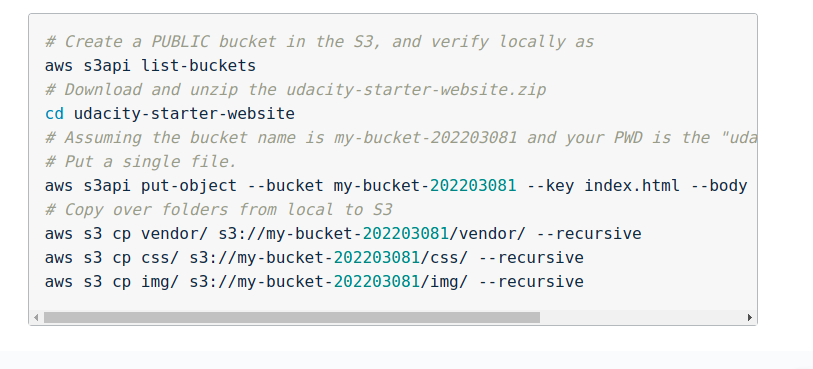 # Create a PUBLIC bucket in the S3, and verify locally as
aws s3api list-buckets
# Download and unzip the udacity-starter-website.zip
cd udacity-starter-website
# Assuming the bucket name is my-bucket-202203081 and your PWD is the "uda
# Put a single file.
aws s3api put-object --bucket my-bucket-202203081 --key index.html --body
# Copy over folders from local to S3
aws s3 cp vendor/ s3://my-bucket-202203081/vendor/ --recursive
aws s3 cp css/ s3://my-bucket-202203081/css/ --recursive
aws s3 cp img/ s3://my-bucket-202203081/img/ --recursive